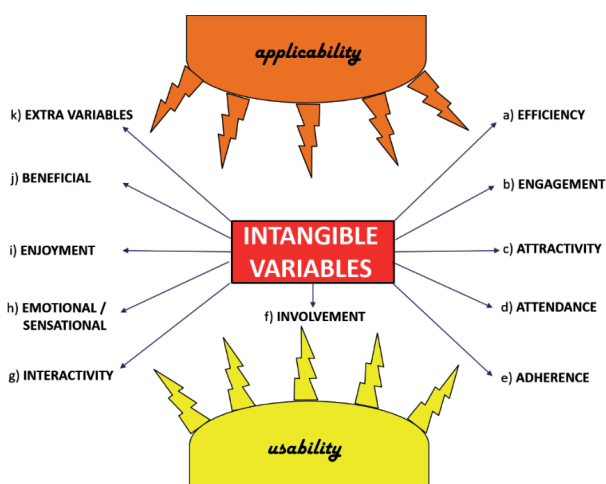 applicability
k) EXTRA VARIABLES
a) EFFICIENCY
j) BENEFICIAL
b) ENGAGEMENT
INTANGIBLE
VARIABLES
i) ENJOYMENT
c) ATTRACTIVITY
h) EMOTIONAL /
SENSATIONAL
d) ATTENDANCE
f) INVOLVEMENT
g) INTERACTIVITY
e) ADHERENCE
usability